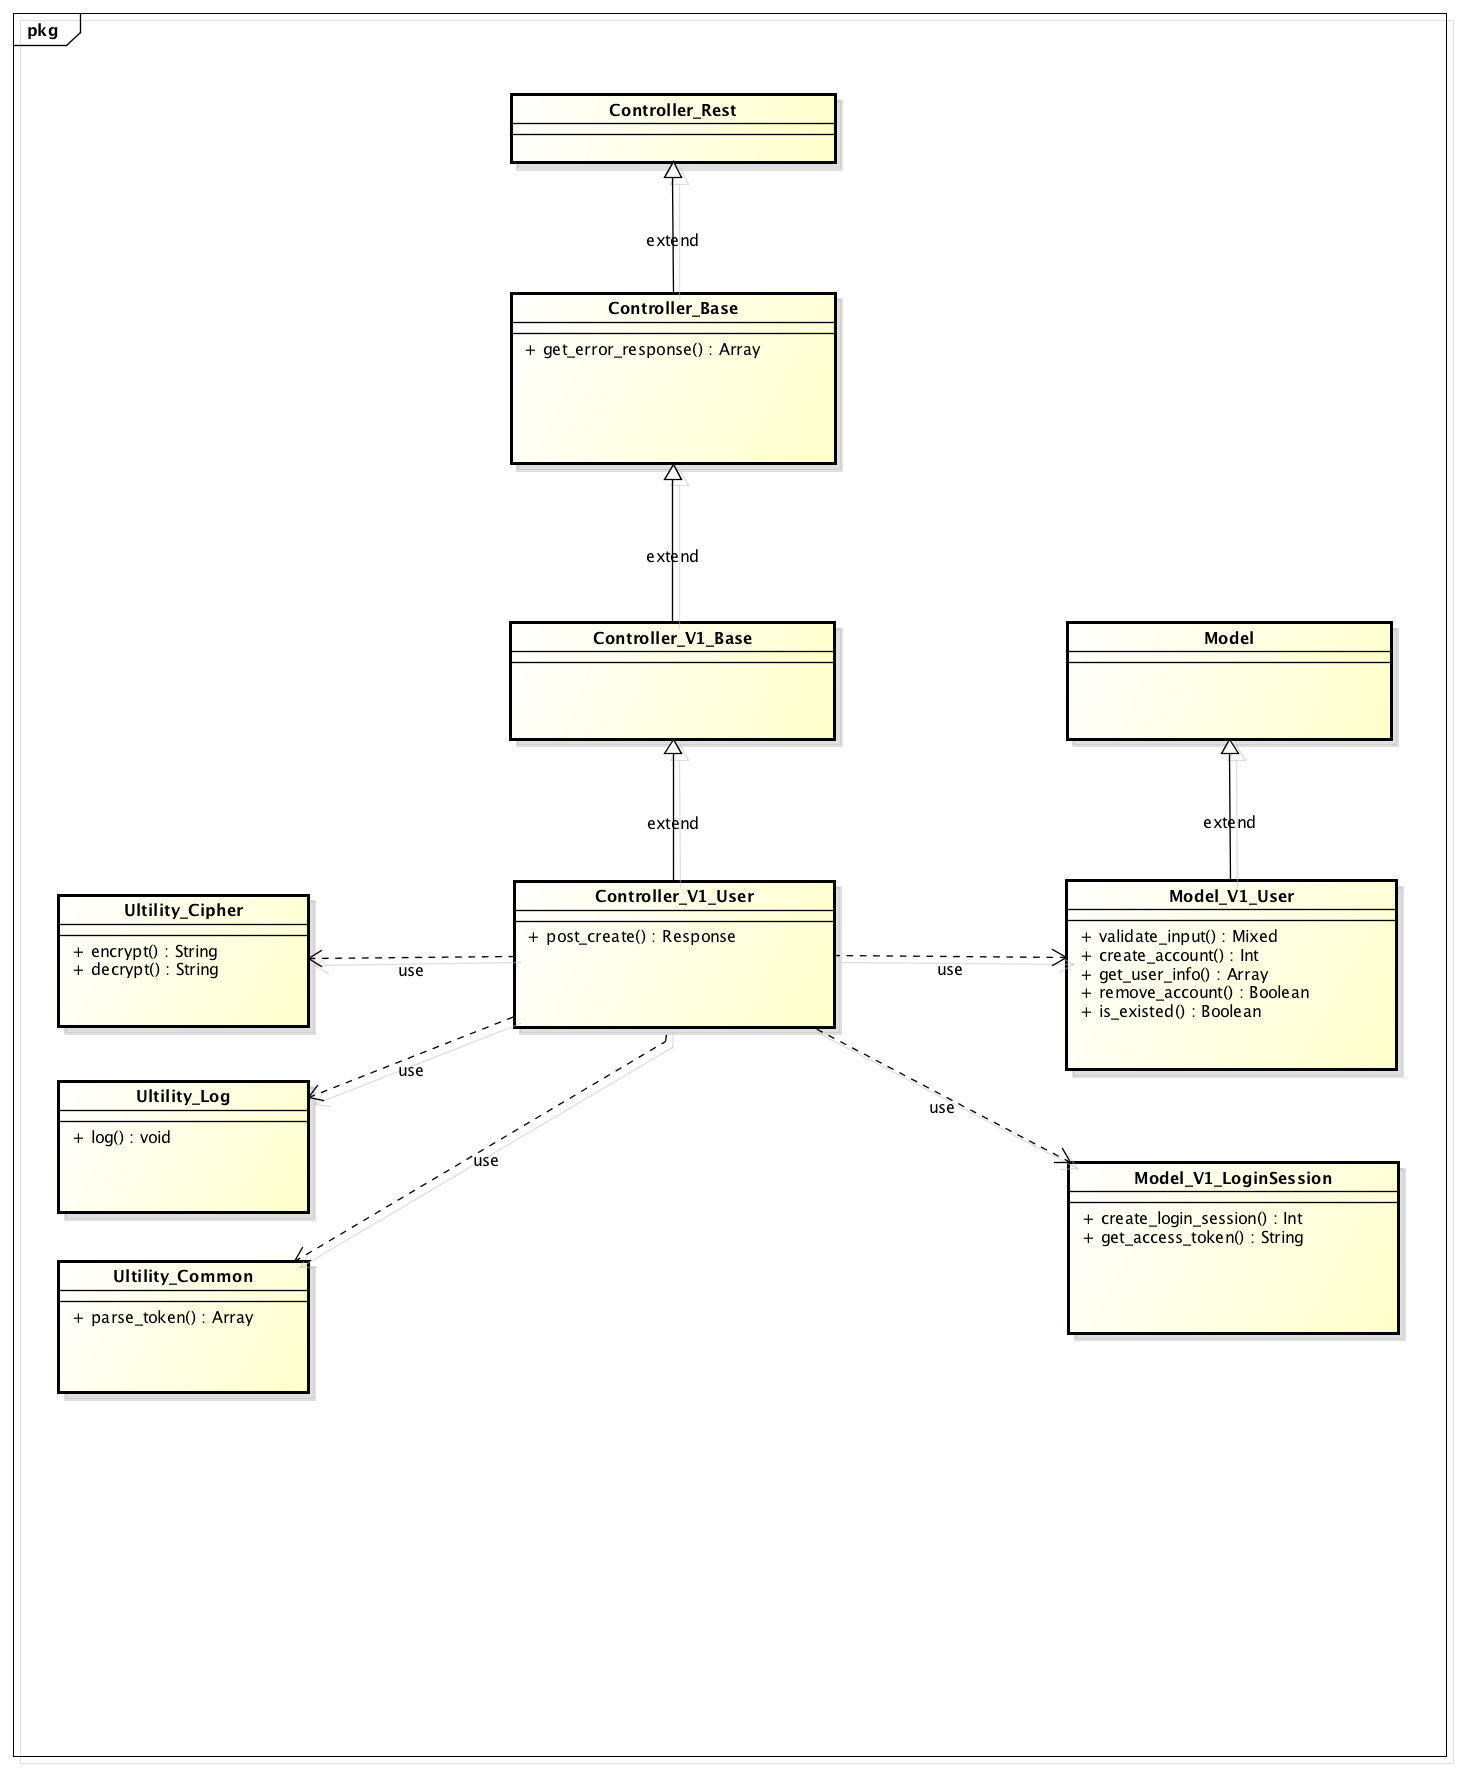 pkg
Controller_Rest
extend
Controller_Base
+ get_error_response() : Array
extend
Controller_V1_Base
Model
extend
extend
Ultility_Cipher
+ encrypt() : String
+ decrypt() : String
Controller_V1_User
+ post_create() : Response
Model_V1_User
+ validate_input() : Mixed
+ create_account() : Int
+ get_user_info() : Array
+ remove_account() : Boolean
+ is_existed() : Boolean
use
use
use
use
use
Ultility_Log
+ log() : void
Model_V1_LoginSession
+ create_login_session() : Int
+ get_access_token() : String
Ultility_Common
+ parse_token() : Array